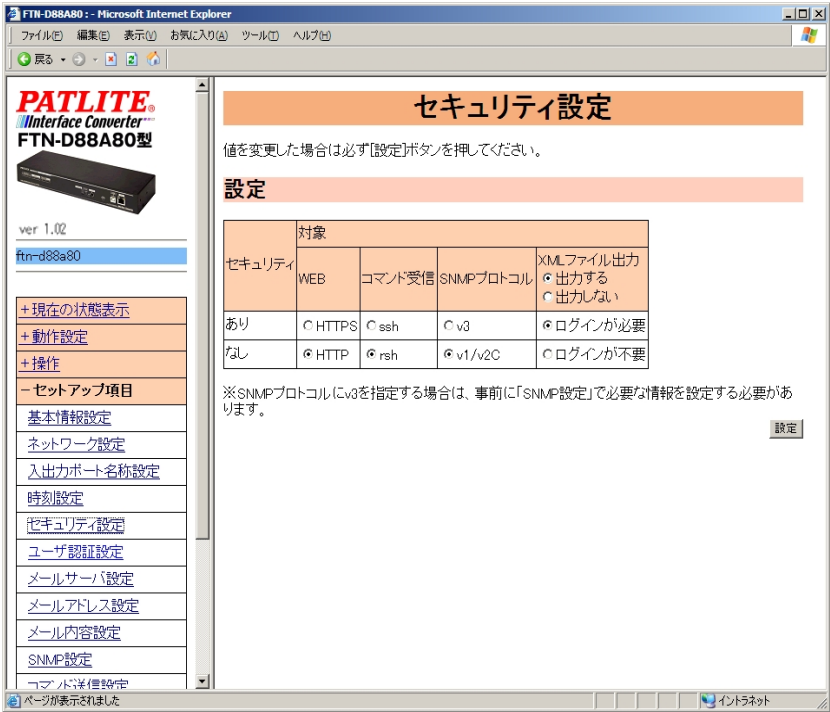 FTN-D88A80 : - Microsoft Internet Explorer
ファイル(F) 編集(E) 表示(V) お気に入り(A) ツール(T) ヘルプ(H)
戻る
PATLITE®
Interface Converter
FTN-D88A80型
ver 1.02
ftn-d88a80
+現在の状態表示
+動作設定
+操作
-セットアップ項目
基本情報設定
ネットワーク設定
入出力ポート名称設定
時刻設定
セキュリティ設定
ユーザ認証設定
メールサーバ設定
メールアドレス設定
メール内容設定
SNMP設定
コマンド送信設定
セキュリティ設定
値を変更した場合は必ず[設定]ボタンを押してください。
設定
セキュリティ 対象
WEB コマンド受信 SNMPプロトコル XMLファイル出力
出力する
出力しない
あり HTTPS ssh v3 ログインが必要
なし HTTP rsh v1/v2C ログインが不要
※SNMPプロトコルにv3を指定する場合は、事前に「SNMP設定」で必要な情報を設定する必要があ
ります。
設定
ページが表示されました イントラネット